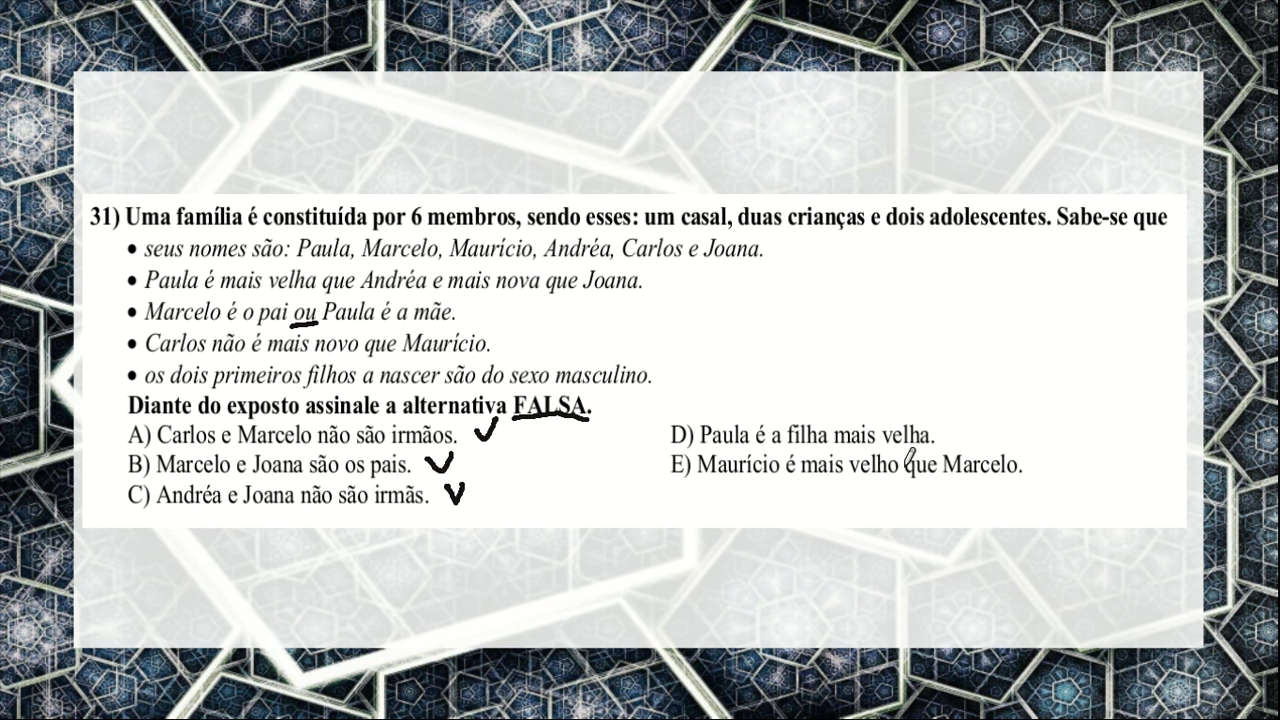 31) Uma família é constituída por 6 membros, sendo esses: um casal, duas crianças e dois adolescentes. Sabe-se que
• seus nomes são: Paula, Marcelo, Maurício, Andréa, Carlos e Joana.
• Paula é mais velha que Andréa e mais nova que Joana.
• Marcelo é o pai ou Paula é a mãe.
• Carlos não é mais novo que Maurício.
• os dois primeiros filhos a nascer são do sexo masculino.
Diante do exposto assinale a alternativa FALSA.
A) Carlos e Marcelo não são irmãos.
B) Marcelo e Joana são os pais.
C) Andréa e Joana não são irmãs.
D) Paula é a filha mais velha.
E) Maurício é mais velho que Marcelo.